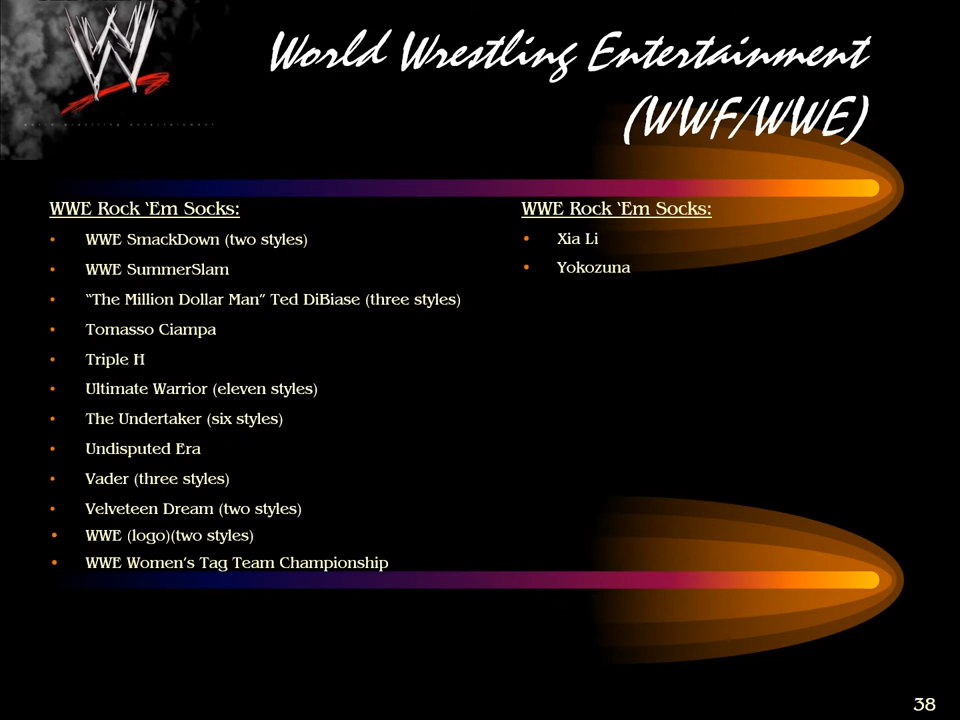 World Wrestling Entertainment
(WWF/WWE)
WWE Rock ‘Em Socks:
• WWE SmackDown (two styles)
• WWE SummerSlam
• “The Million Dollar Man” Ted DiBiase (three styles)
• Tomasso Ciampa
• Triple H
• Ultimate Warrior (eleven styles)
• The Undertaker (six styles)
• Undisputed Era
• Vader (three styles)
• Velveteen Dream (two styles)
• WWE (logo)(two styles)
• WWE Women’s Tag Team Championship
WWE Rock ‘Em Socks:
• Xia Li
• Yokozuna
38